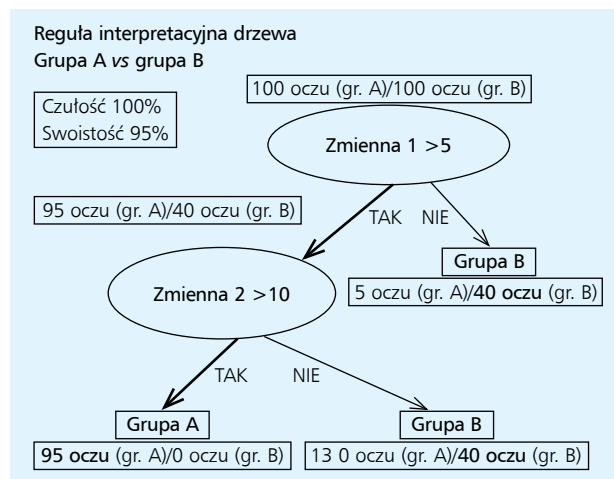 Reguła interpretacyjna drzewa
Grupa A vs grupa B
Czułość 100%
Swoistość 95%
100 oczu (gr. A)/100 oczu (gr. B)
Zmienna 1 >5
95 oczu (gr. A)/40 oczu (gr. B)
TAK NIE
Grupa B
5 oczu (gr. A)/40 oczu (gr. B)
Zmienna 2 >10
TAK NIE
Grupa A
95 oczu (gr. A)/0 oczu (gr. B)
Grupa B
13 0 oczu (gr. A)/40 oczu (gr. B)